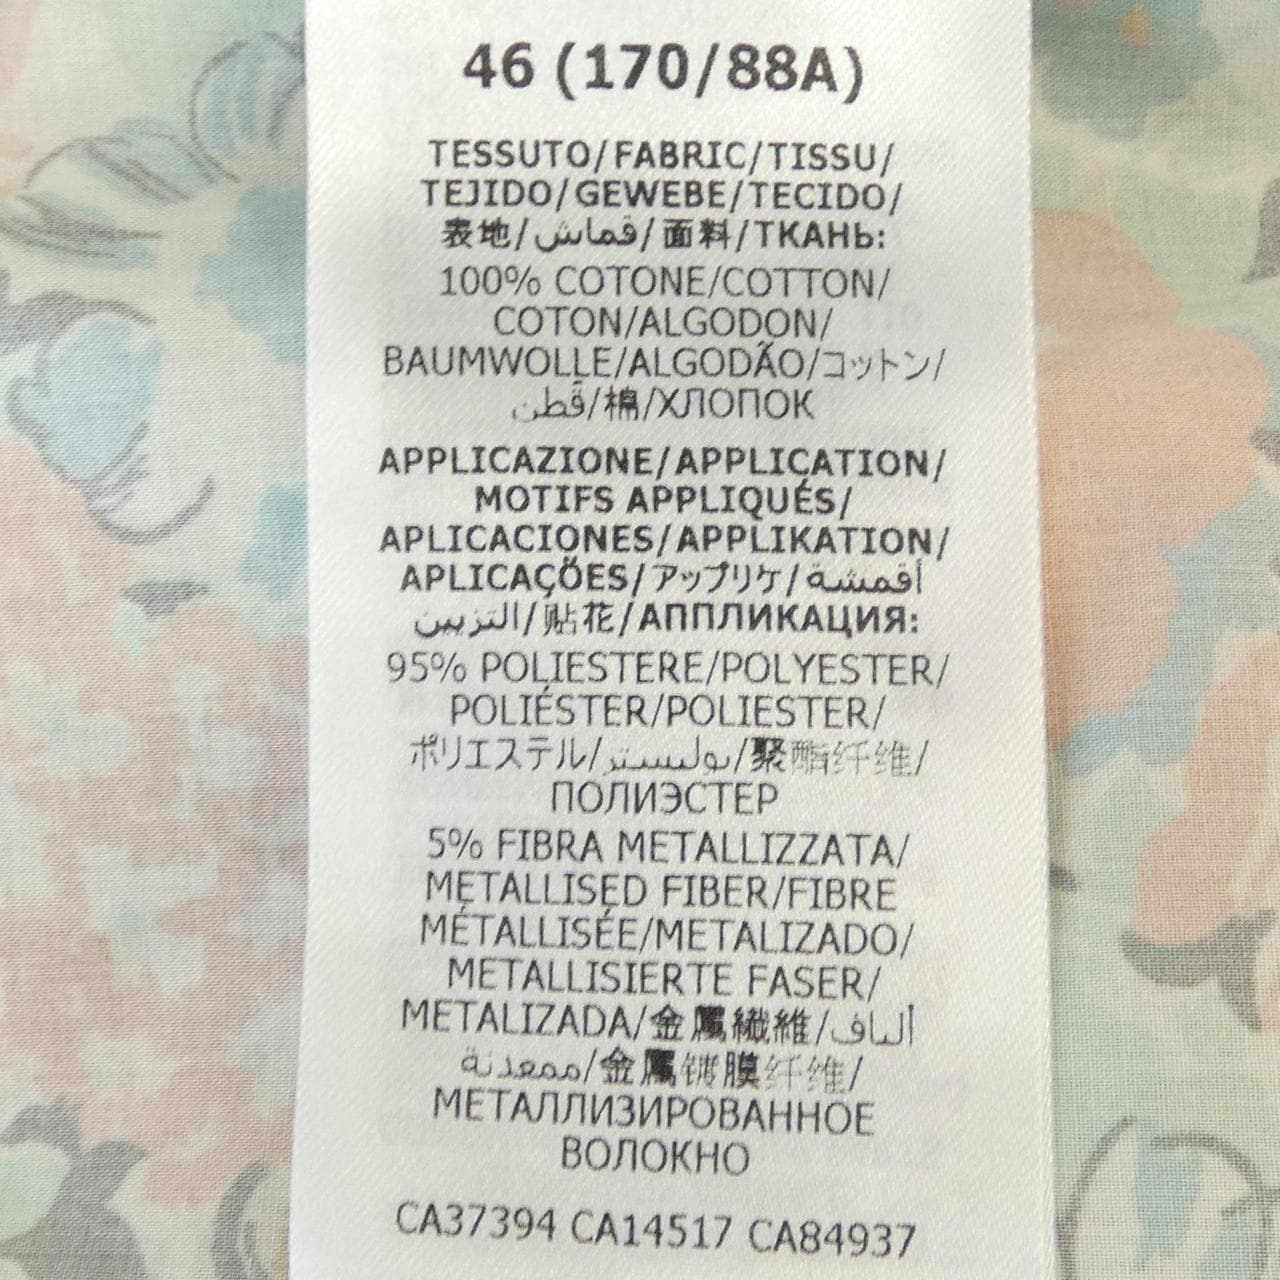 46 (170/88A)
TESSUTO/FABRIC/TISSU/
TEJIDO/GEWEBE/TECIDO/
表地/قماش/面料/ТКАНЬ:
100% COTONE/COTTON/
COTON/ALGODON/
BAUMWOLLE/ALGODÃO/コットン/
قطن/棉/ХЛОПОК
APPLICAZIONE/APPLICATION/
MOTIFS APPLIQUÉS/
APLICACIONES/APPLIKATION/
APLICAÇÕES/アップリケ/أقمشة
التزيين/贴花/АППЛИКАЦИЯ:
95% POLIESTERE/POLYESTER/
POLIÉSTER/POLIESTER/
ポリエステル/بوليستر/聚酯纤维/
ПОЛИЭСТЕР
5% FIBRA METALLIZZATA/
METALLISED FIBER/FIBRE
MÉTALLISÉE/METALIZADO/
METALLISIERTE FASER/
METALIZADA/金属繊維/ألياف
ممعدنة/金属镀膜纤维/
МЕТАЛЛИЗИРОВАННОЕ
ВОЛОКНО
CA37394 CA14517 CA84937